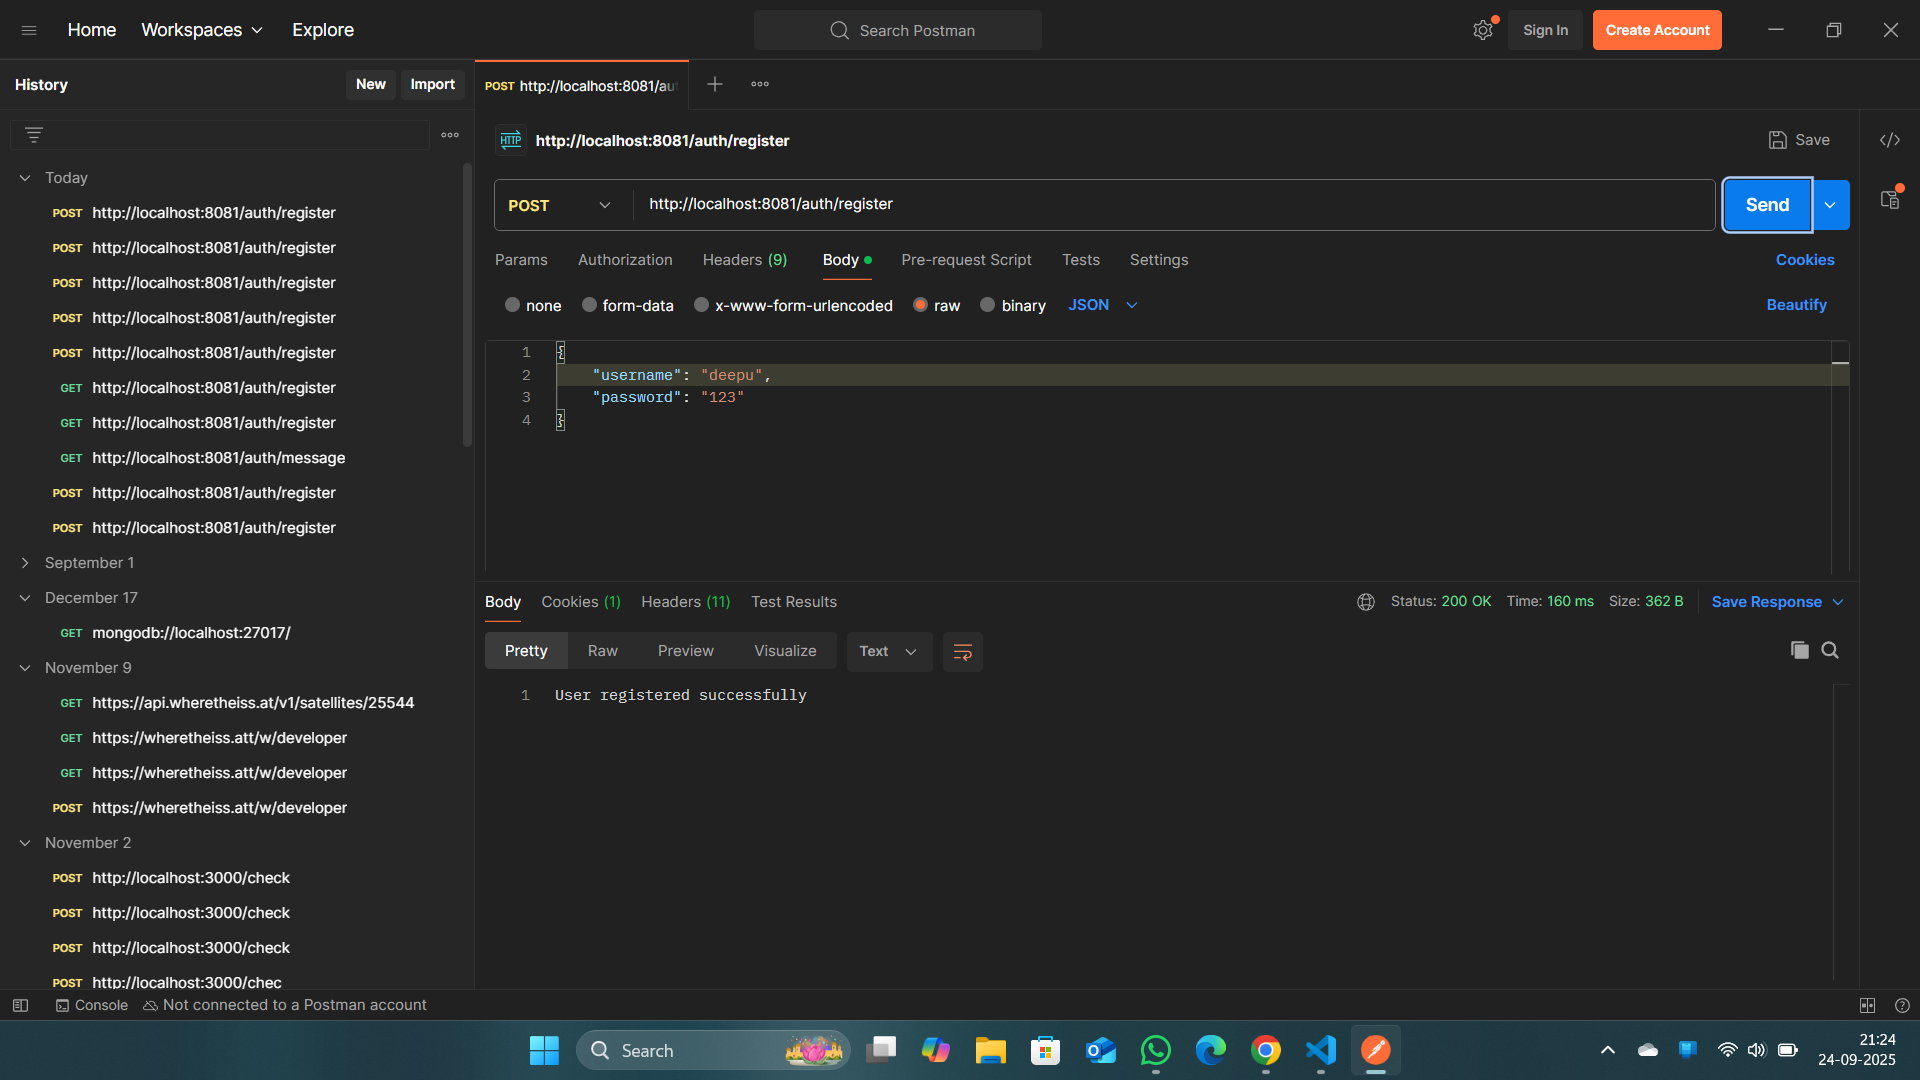 Home
Workspaces
Explore
Search Postman
Sign In
Create Account
History
New
Import
POST http://localhost:8081/au
Today
POST http://localhost:8081/auth/register
POST http://localhost:8081/auth/register
POST http://localhost:8081/auth/register
POST http://localhost:8081/auth/register
POST http://localhost:8081/auth/register
GET http://localhost:8081/auth/register
GET http://localhost:8081/auth/register
GET http://localhost:8081/auth/message
POST http://localhost:8081/auth/register
POST http://localhost:8081/auth/register
September 1
December 17
GET mongodb://localhost:27017/
November 9
GET https://api.wheretheiss.at/v1/satellites/25544
GET https://wheretheiss.att/w/developer
GET https://wheretheiss.att/w/developer
POST https://wheretheiss.att/w/developer
November 2
POST http://localhost:3000/check
POST http://localhost:3000/check
POST http://localhost:3000/check
POST http://localhost:3000/chec
HTTP http://localhost:8081/auth/register
Save
POST
http://localhost:8081/auth/register
Send
Params Authorization Headers (9) Body Pre-request Script Tests Settings Cookies
none form-data x-www-form-urlencoded raw binary JSON Beautify
1 {
2 "username": "deepu",
3 "password": "123"
4 }
Body Cookies (1) Headers (11) Test Results Status: 200 OK Time: 160 ms Size: 362 B Save Response
Pretty Raw Preview Visualize Text
1 User registered successfully
Console Not connected to a Postman account
Search
21:24
24-09-2025